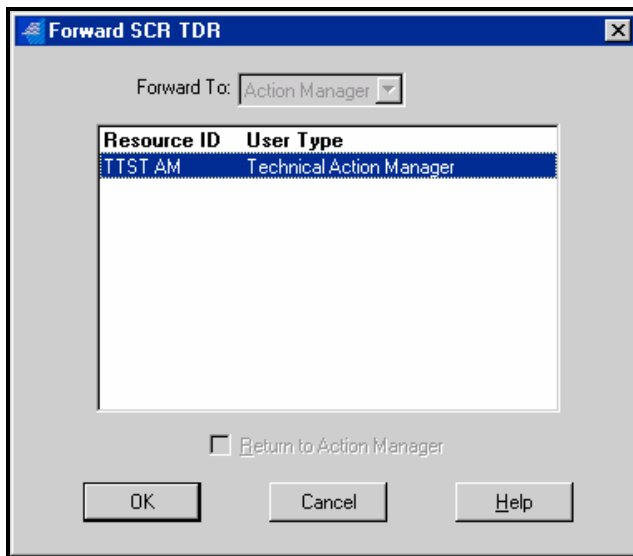 Forward SCR TDR
Forward To: Action Manager
Resource ID User Type
TTST AM Technical Action Manager
Return to Action Manager
OK Cancel Help